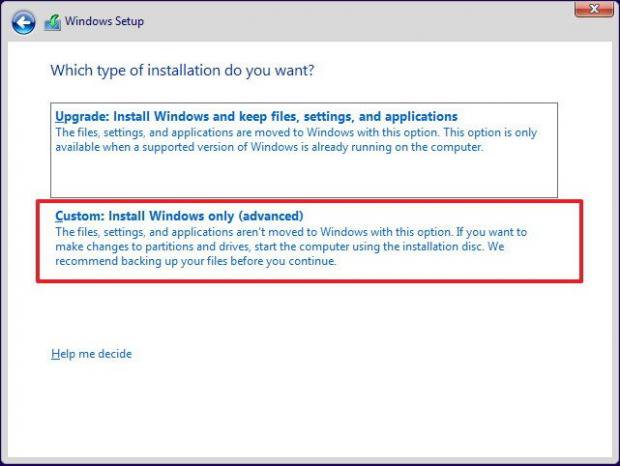 Windows Setup
Which type of installation do you want?
Upgrade: Install Windows and keep files, settings, and applications
The files, settings, and applications are moved to Windows with this option. This option is only
available when a supported version of Windows is already running on the computer.
Custom: Install Windows only (advanced)
The files, settings, and applications aren't moved to Windows with this option. If you want to
make changes to partitions and drives, start the computer using the installation disc. We
recommend backing up your files before you continue.
Help me decide